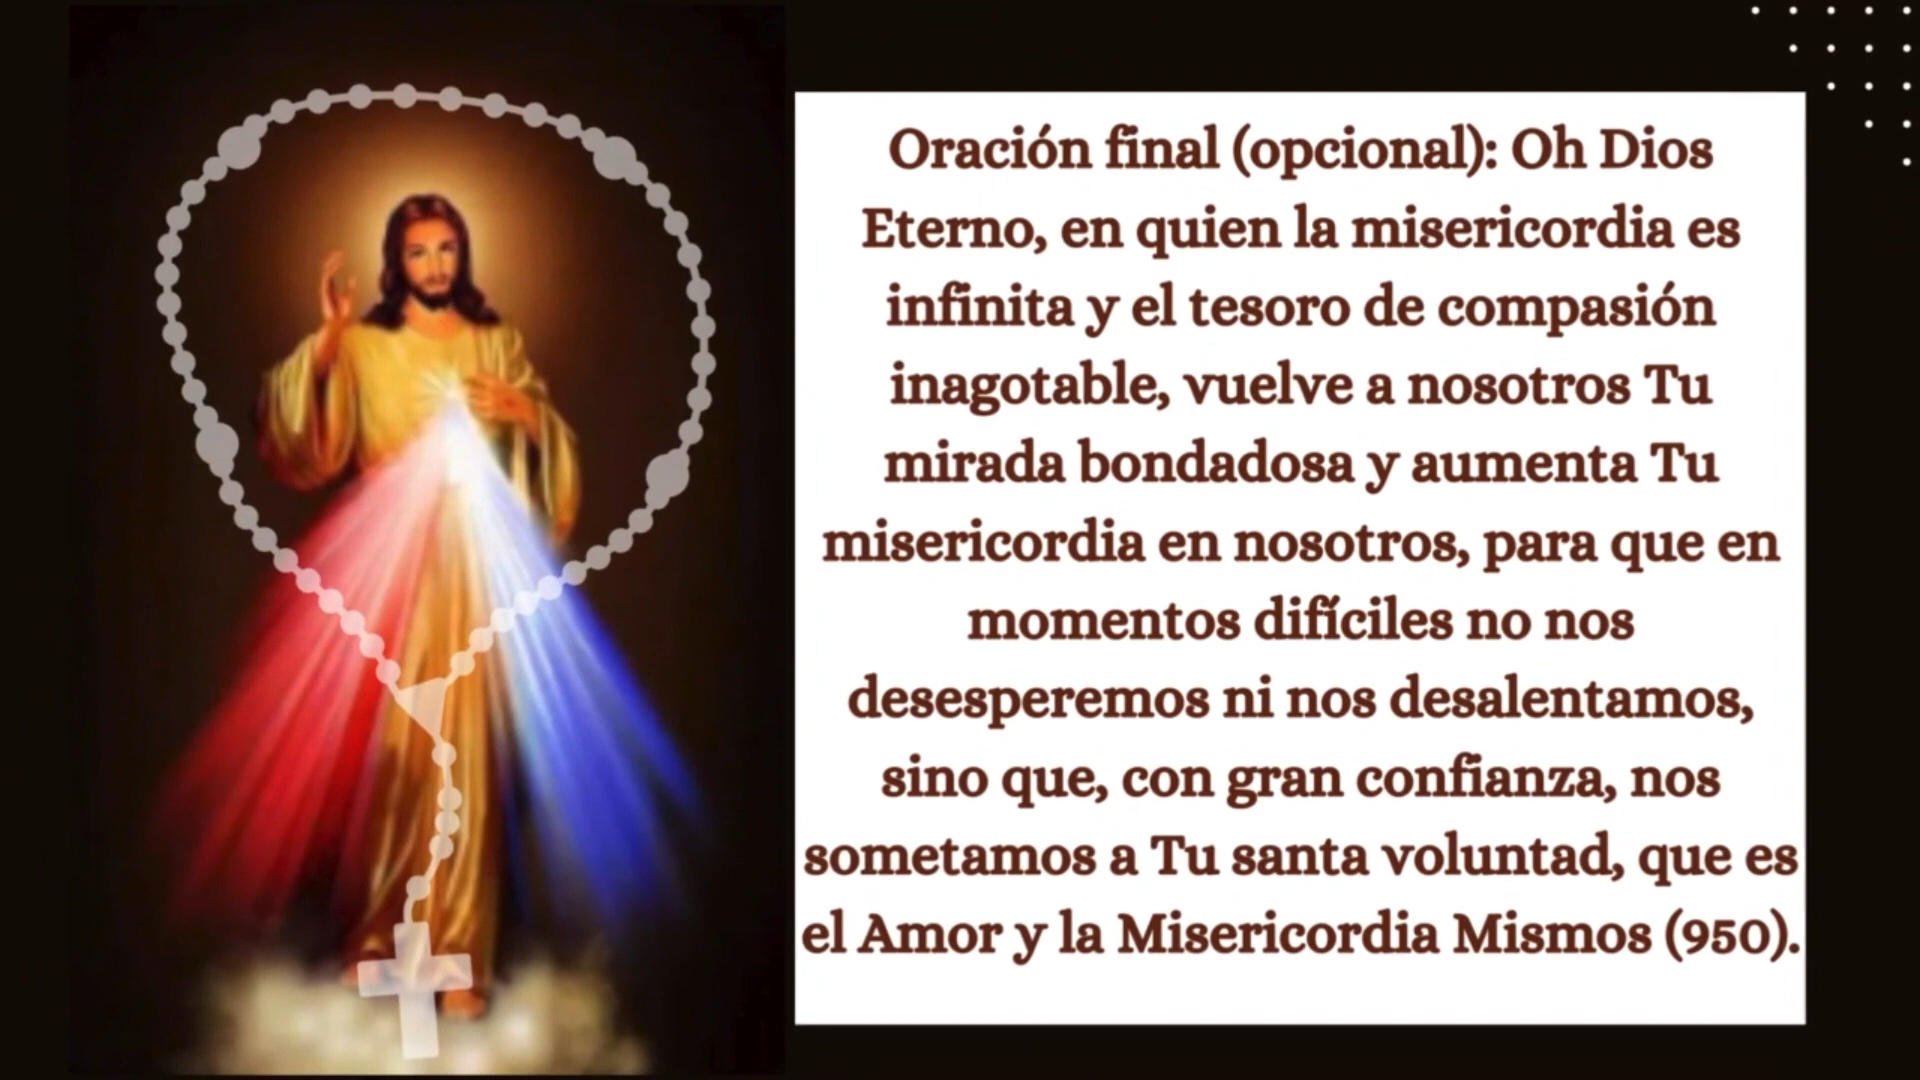 Oración final (opcional): Oh Dios
Eterno, en quien la misericordia es
infinita y el tesoro de compasión
inagotable, vuelve a nosotros Tu
mirada bondadosa y aumenta Tu
misericordia en nosotros, para que en
momentos difíciles no nos
desesperemos ni nos desalentamos,
sino que, con gran confianza, nos
sometamos a Tu santa voluntad, que es
el Amor y la Misericordia Mismos (950).